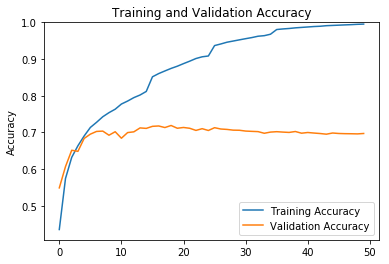 Training and Validation Accuracy
1.0
0.9
0.8
0.7
0.6
0.5
Accuracy
0 10 20 30 40 50
Training Accuracy
Validation Accuracy